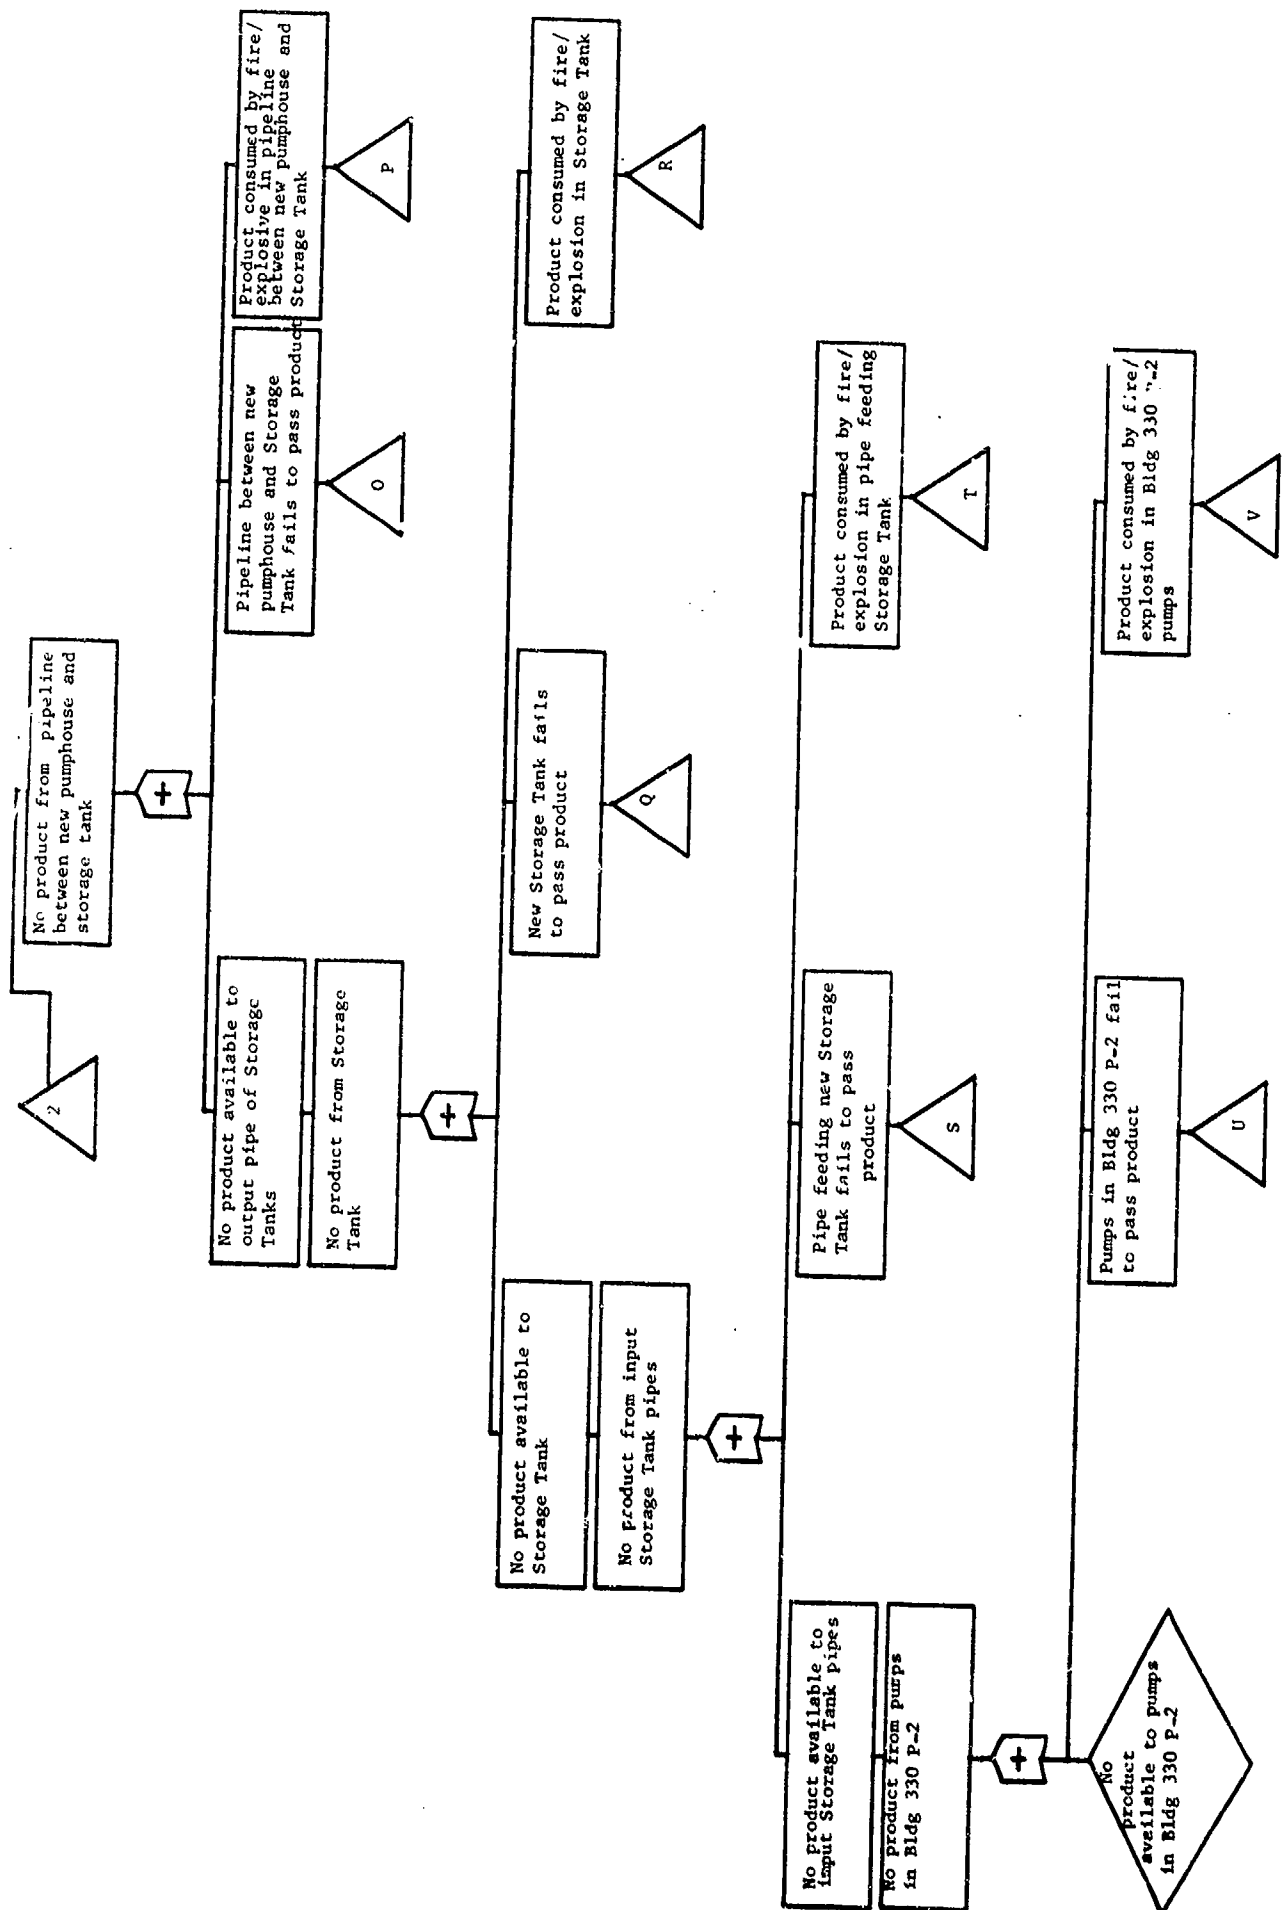 2
No product from pipeline
between new pumphouse and
storage tank
+
No product available to
output pipe of Storage
Tanks
Pipeline between new
pumphouse and Storage
Tank fails to pass product
Product consumed by fire/
explosive in pipeline
between new pumphouse and
Storage Tank
O
P
No product from Storage
Tank
+
No product available to
Storage Tank
New Storage Tank fails
to pass product
Product consumed by fire/
explosion in Storage Tank
Q
R
No product from input
Storage Tank pipes
+
No product available to
input Storage Tank pipes
Pipe feeding new Storage
Tank fails to pass
product
Product consumed by fire/
explosion in pipe feeding
Storage Tank
S
T
No product from pumps
in Bldg 330 P-2
+
No
product
available to pumps
in Bldg 330 P-2
Pumps in Bldg 330 P-2 fail
to pass product
Product consumed by fire/
explosion in Bldg 330 -2
pumps
U
V